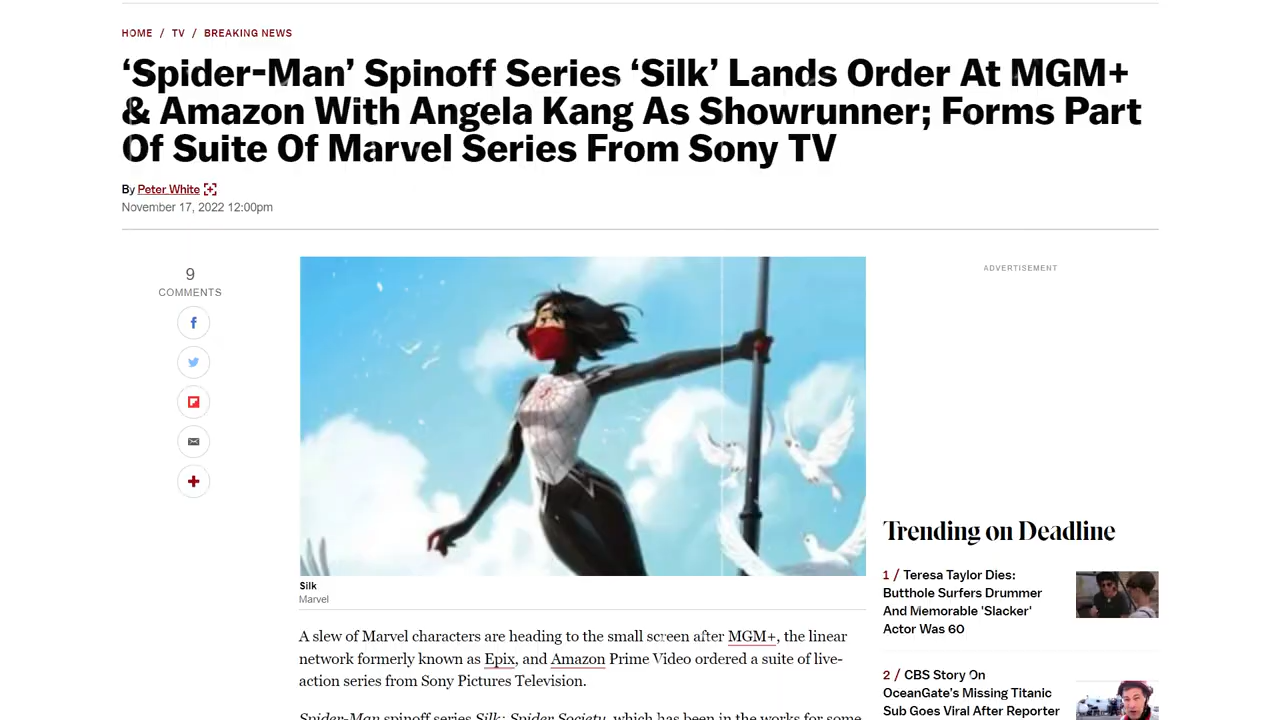 HOME / TV / BREAKING NEWS
‘Spider-Man’ Spinoff Series ‘Silk’ Lands Order At MGM+
& Amazon With Angela Kang As Showrunner; Forms Part
Of Suite Of Marvel Series From Sony TV
By Peter White
November 17, 2022 12:00pm
9
COMMENTS
ADVERTISEMENT
Silk
Marvel
A slew of Marvel characters are heading to the small screen after MGM+, the linear
network formerly known as Epix, and Amazon Prime Video ordered a suite of live-
action series from Sony Pictures Television.
Spider-Man spinoff series Silk: Spider Society, which has been in the works for some
Trending on Deadline
1 / Teresa Taylor Dies:
Butthole Surfers Drummer
And Memorable 'Slacker'
Actor Was 60
2 / CBS Story On
OceanGate's Missing Titanic
Sub Goes Viral After Reporter